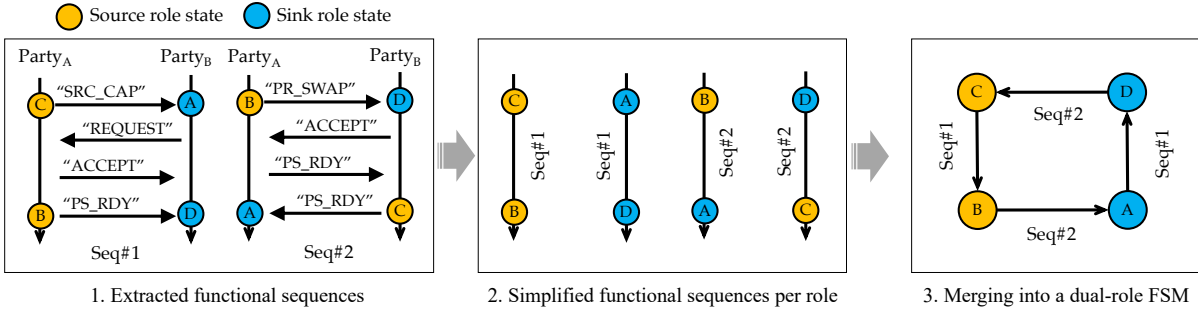 Source role state
Sink role state
Party_A Party_B Party_A Party_B
C "SRC_CAP" A B "PR_SWAP" D
"REQUEST" "ACCEPT"
"ACCEPT" "PS_RDY"
B "PS_RDY" D A "PS_RDY" C
Seq#1 Seq#2
1. Extracted functional sequences
C A B D
Seq#1 Seq#1 Seq#2 Seq#2
B D A C
2. Simplified functional sequences per role
C D
Seq#2
Seq#1 Seq#1
B A
Seq#2
3. Merging into a dual-role FSM